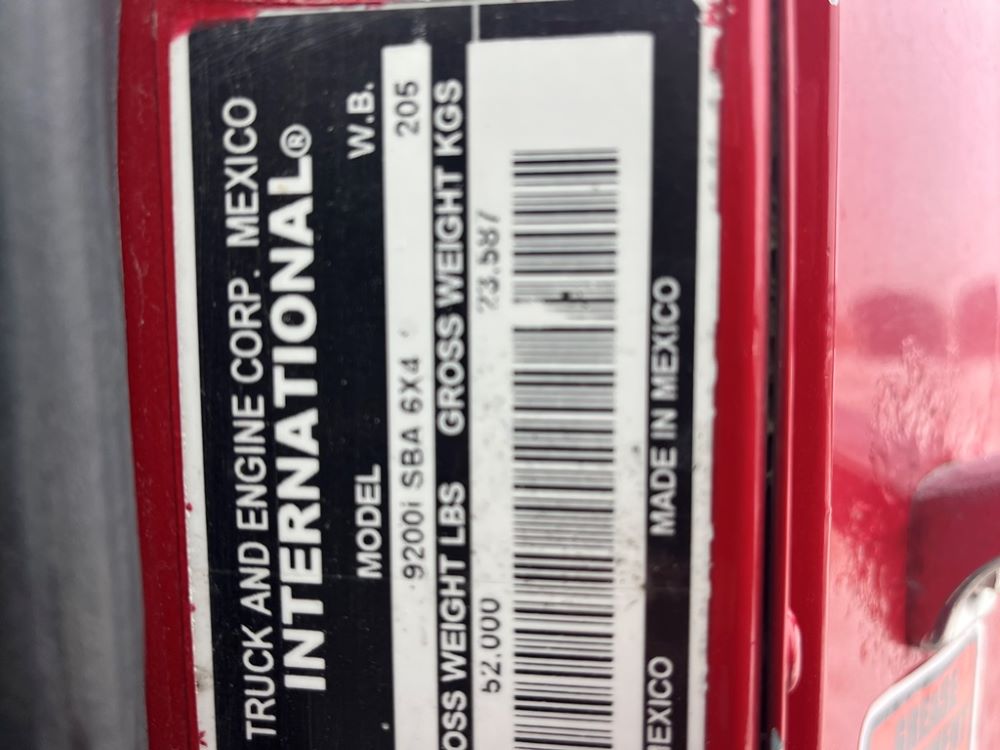 TRUCK AND ENGINE CORP. MEXICO
INTERNATIONAL®
MODEL W.B.
9200i SBA 6X4 205
OSS WEIGHT LBS GROSS WEIGHT KGS
52.000 23.587
EXICO MADE IN MEXICO